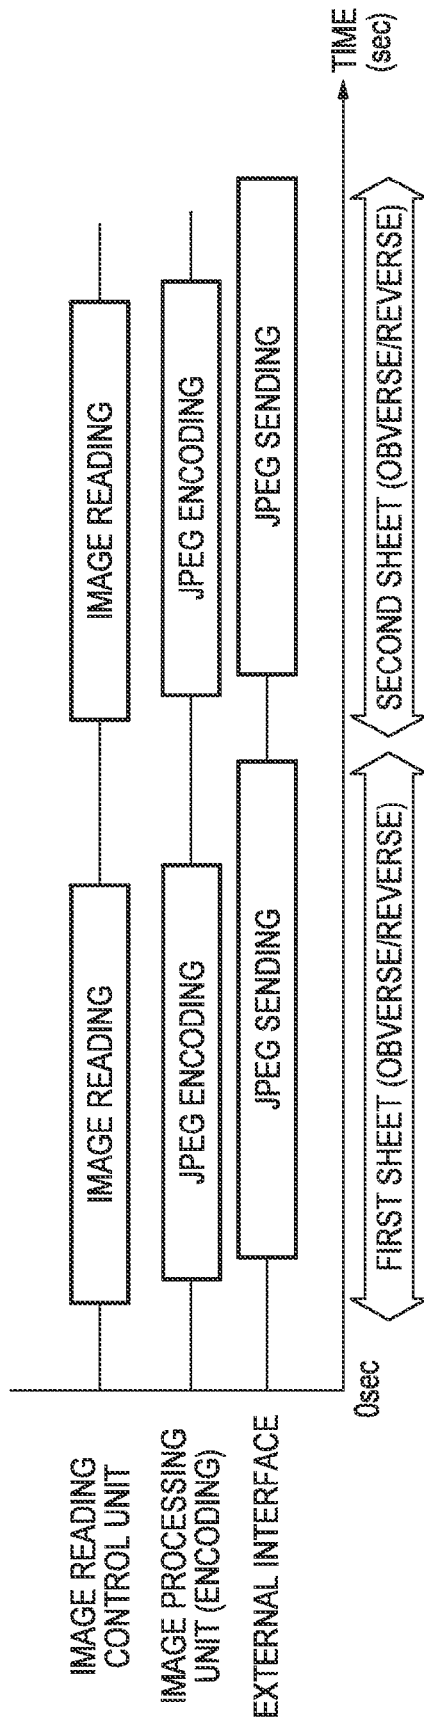 IMAGE READING
CONTROL UNIT
IMAGE READING
IMAGE READING
IMAGE PROCESSING
UNIT (ENCODING)
JPEG ENCODING
JPEG ENCODING
EXTERNAL INTERFACE
JPEG SENDING
JPEG SENDING
0sec
TIME
(sec)
FIRST SHEET (OBVERSE/REVERSE)
SECOND SHEET (OBVERSE/REVERSE)